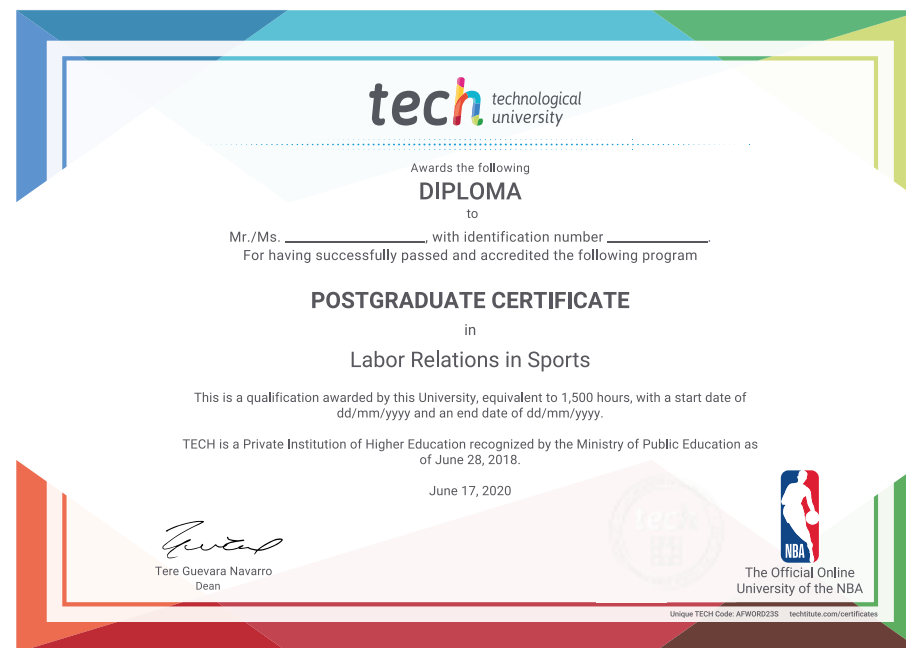 tech technological
university
Awards the following
DIPLOMA
to
Mr./Ms. ____________________, with identification number ______________.
For having successfully passed and accredited the following program
POSTGRADUATE CERTIFICATE
in
Labor Relations in Sports
This is a qualification awarded by this University, equivalent to 1,500 hours, with a start date of
dd/mm/yyyy and an end date of dd/mm/yyyy.
TECH is a Private Institution of Higher Education recognized by the Ministry of Public Education as
of June 28, 2018.
June 17, 2020
tech
NBA
Tere Guevara Navarro
Dean
The Official Online
University of the NBA
Unique TECH Code: AFWORD23S techtitute.com/certificates